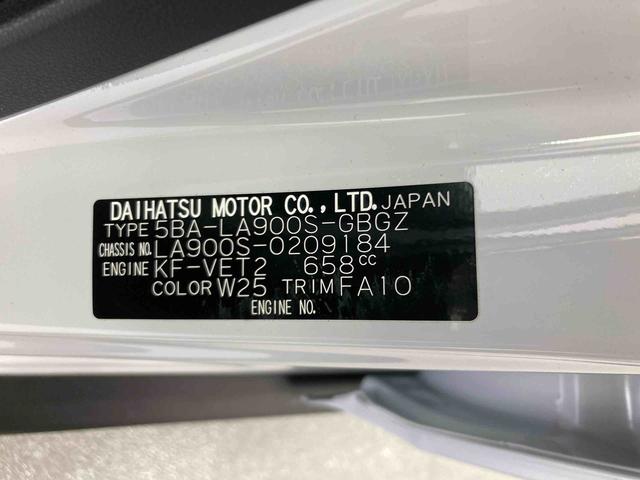 DAIHATSU MOTOR CO.,LTD. JAPAN
TYPE 5BA-LA900S-GBGZ
CHASSIS NO. LA900S-0209184
ENGINE KF-VET2 658cc
COLOR W25 TRIM FA10
ENGINE NO.